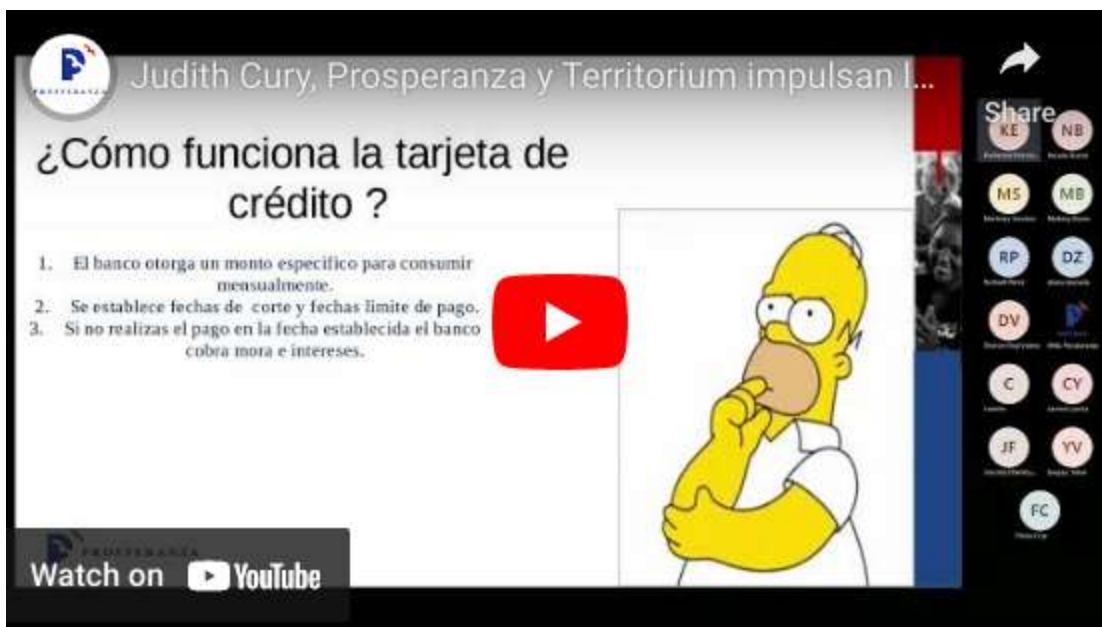 PROSPERANZA
Judith Cury, Prosperanza y Territorium impulsan l...
Share
¿Cómo funciona la tarjeta de
crédito ?
1. El banco otorga un monto especifico para consumir
mensualmente.
2. Se establece fechas de corte y fechas limite de pago.
3. Si no realizas el pago en la fecha establecida el banco
cobra mora e intereses.
KE NB
MS MB
RP DZ
DV
C CY
JF YV
FC
PROSPERANZA
Watch on YouTube